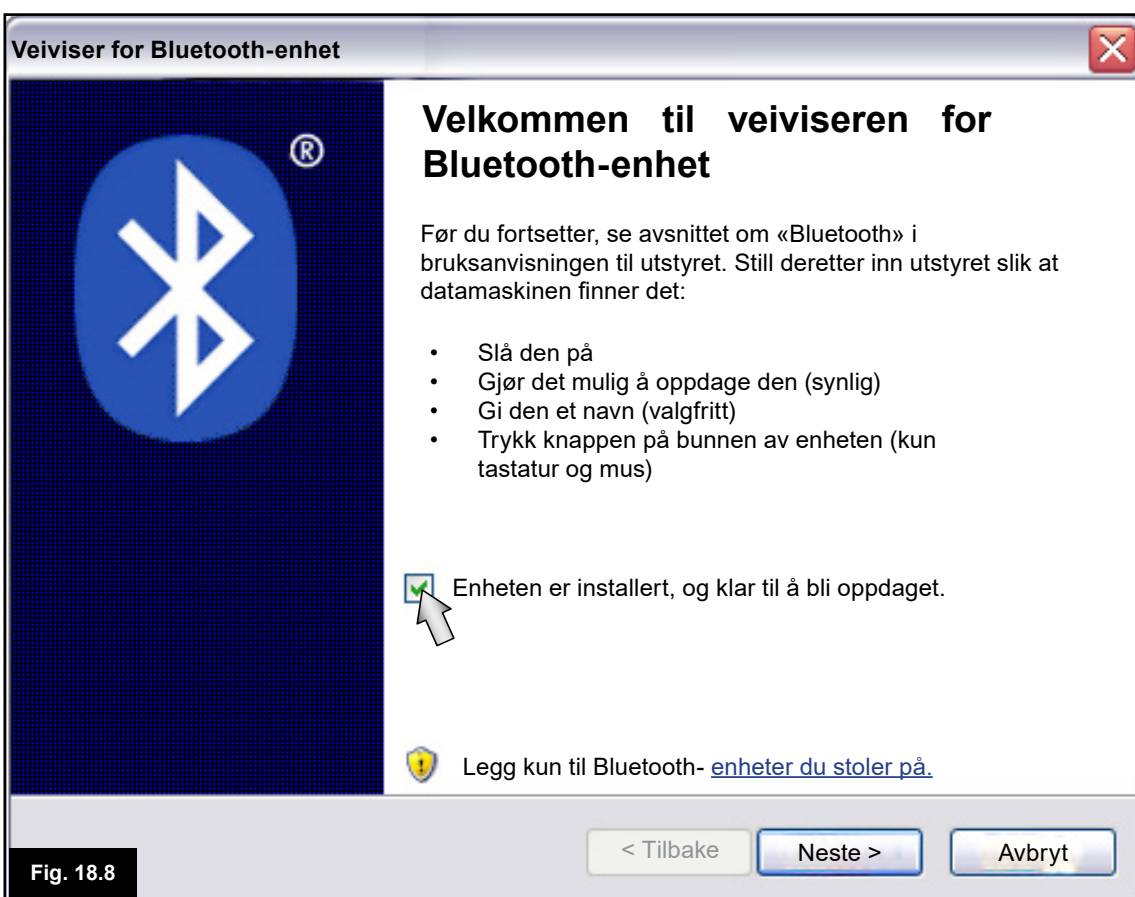 Veiviser for Bluetooth-enhet
®
Velkommen til veiviseren for
Bluetooth-enhet
Før du fortsetter, se avsnittet om «Bluetooth» i
bruksanvisningen til utstyret. Still deretter inn utstyret slik at
datamaskinen finner det:
• Slå den på
• Gjør det mulig å oppdage den (synlig)
• Gi den et navn (valgfritt)
• Trykk knappen på bunnen av enheten (kun
tastatur og mus)
Enheten er installert, og klar til å bli oppdaget.
Legg kun til Bluetooth- enheter du stoler på.
< Tilbake Neste > Avbryt
Fig. 18.8